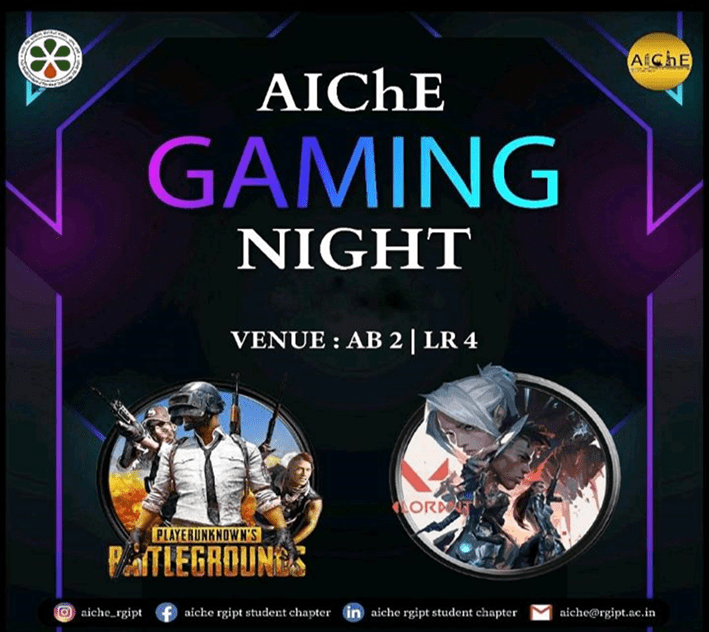 AIChE
AIChE
GAMING
NIGHT
VENUE : AB 2 | LR 4
PLAYERUNKNOWN'S
BATTLEGROUNDS
VALORANT
aiche_rgipt
aiche rgipt student chapter
aiche rgipt student chapter
aiche@rgipt.ac.in